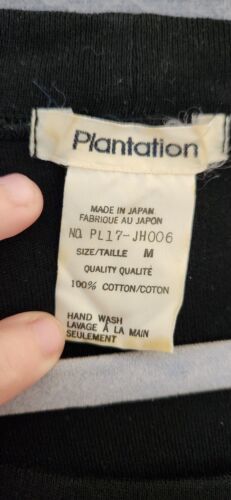 Plantation
MADE IN JAPAN
FABRIQUE AU JAPON
NO. PL17-JH006
SIZE/TAILLE M
QUALITY QUALITÉ
100% COTTON/COTON
HAND WASH
LAVAGE À LA MAIN
SEULEMENT